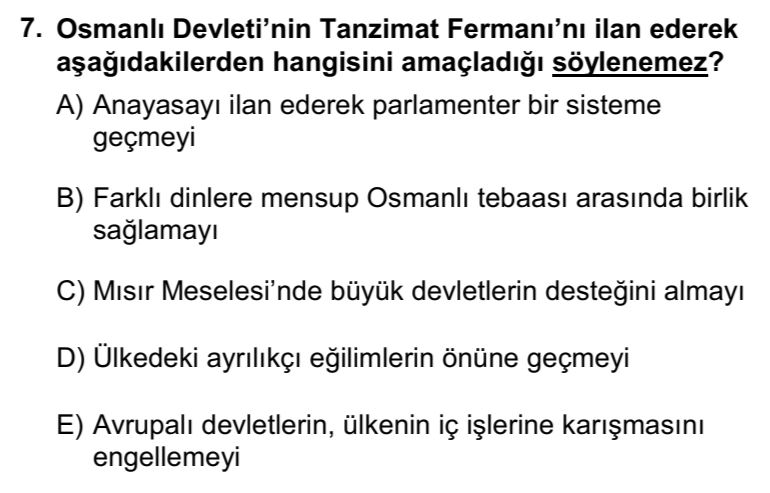 7. Osmanlı Devleti’nin Tanzimat Fermanı’nı ilan ederek
aşağıdakilerden hangisini amaçladığı söylenemez?
A) Anayasayı ilan ederek parlamenter bir sisteme
geçmeyi
B) Farklı dinlere mensup Osmanlı tebaası arasında birlik
sağlamayı
C) Mısır Meselesi’nde büyük devletlerin desteğini almayı
D) Ülkedeki ayrılıkçı eğilimlerin önüne geçmeyi
E) Avrupalı devletlerin, ülkenin iç işlerine karışmasını
engellemeyi